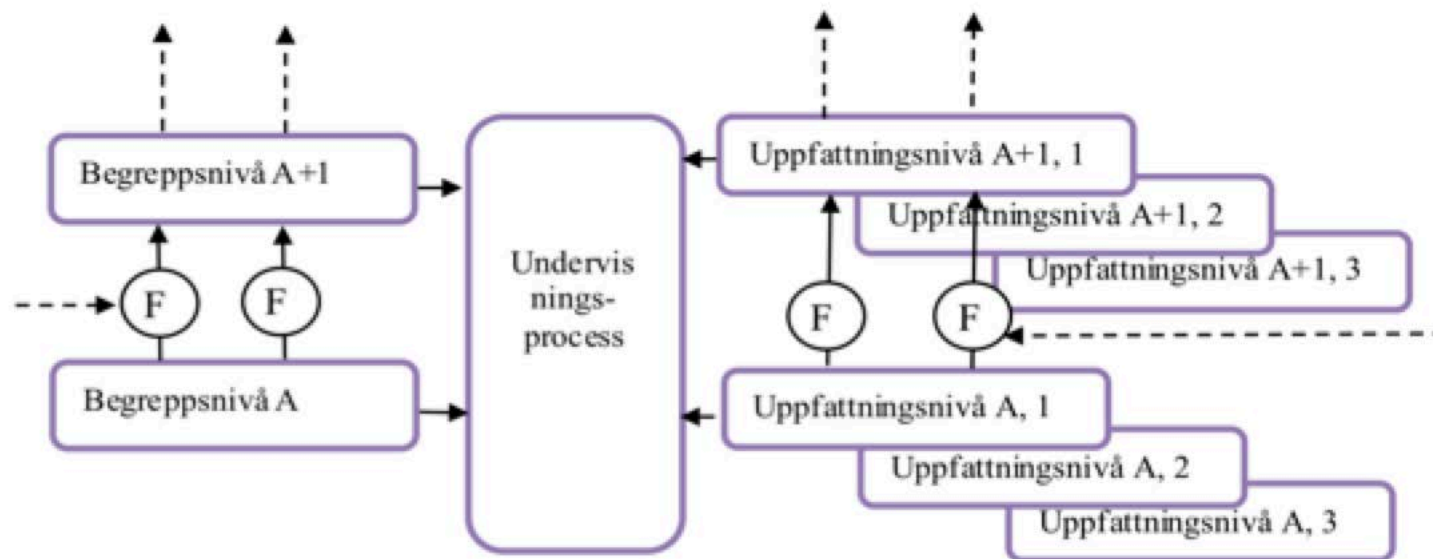 Begreppsnivå A+1
F
F
Begreppsnivå A
Undervis
nings-
process
Uppfattningsnivå A+1, 1
Uppfattningsnivå A+1, 2
Uppfattningsnivå A+1, 3
F
F
Uppfattningsnivå A, 1
Uppfattningsnivå A, 2
Uppfattningsnivå A, 3